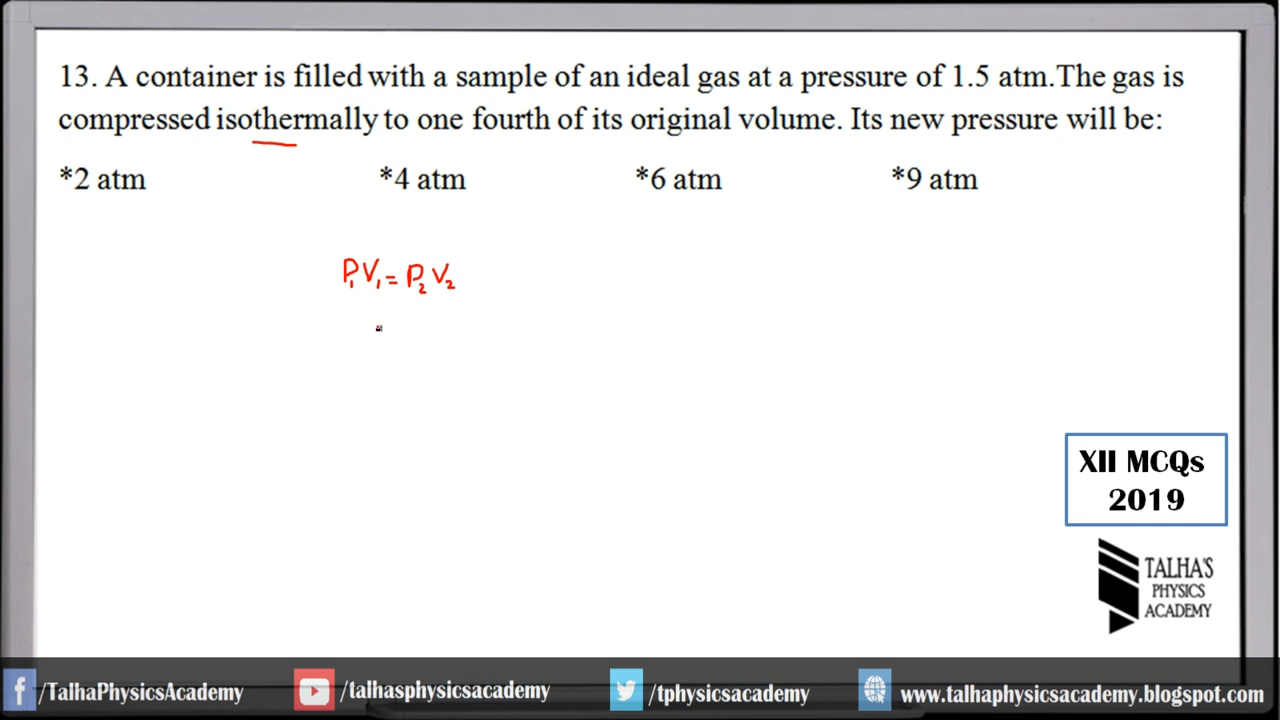 13. A container is filled with a sample of an ideal gas at a pressure of 1.5 atm.The gas is
compressed isothermally to one fourth of its original volume. Its new pressure will be:
*2 atm *4 atm *6 atm *9 atm
P₁V₁=P₂V₂
XII MCQs
2019
TALHA'S
PHYSICS
ACADEMY
/TalhaPhysicsAcademy /talhasphysicsacademy /tphysicsacademy www.talhaphysicsacademy.blogspot.com